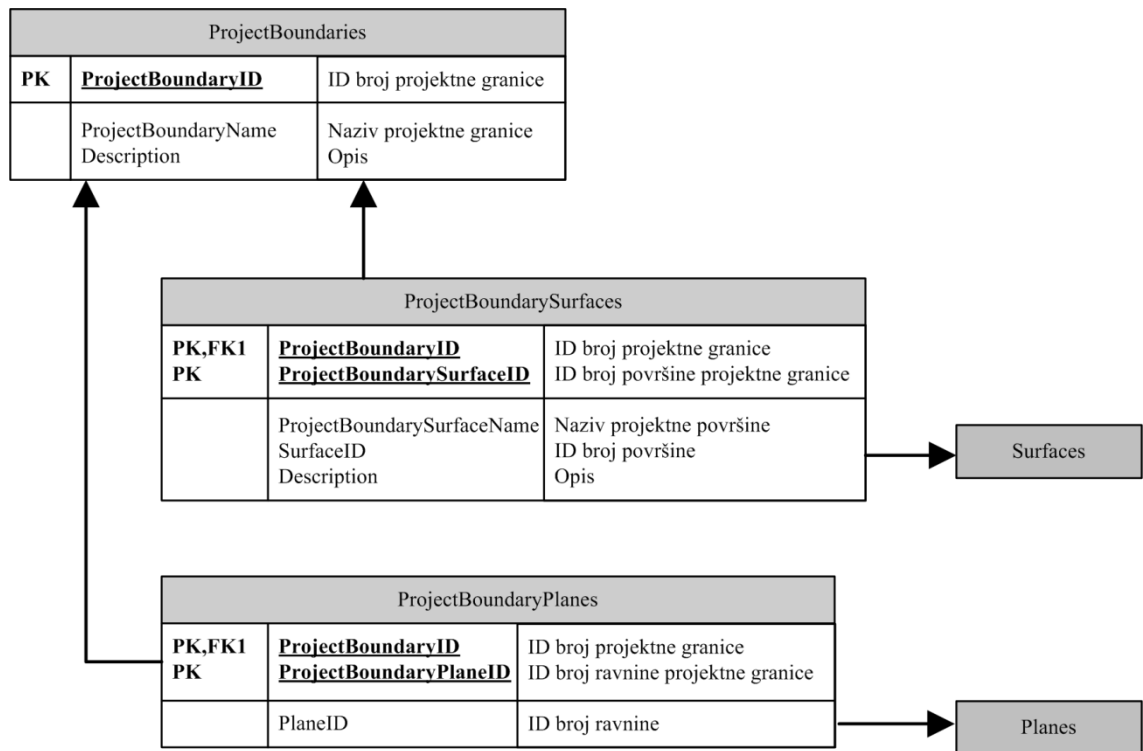 ProjectBoundaries
PK ProjectBoundaryID ID broj projektne granice
ProjectBoundaryName Naziv projektne granice
Description Opis
ProjectBoundarySurfaces
PK,FK1 ProjectBoundaryID ID broj projektne granice
PK ProjectBoundarySurfaceID ID broj površine projektne granice
ProjectBoundarySurfaceName Naziv projektne površine
SurfaceID ID broj površine
Description Opis
Surfaces
ProjectBoundaryPlanes
PK,FK1 ProjectBoundaryID ID broj projektne granice
PK ProjectBoundaryPlaneID ID broj ravnine projektne granice
PlaneID ID broj ravnine
Planes